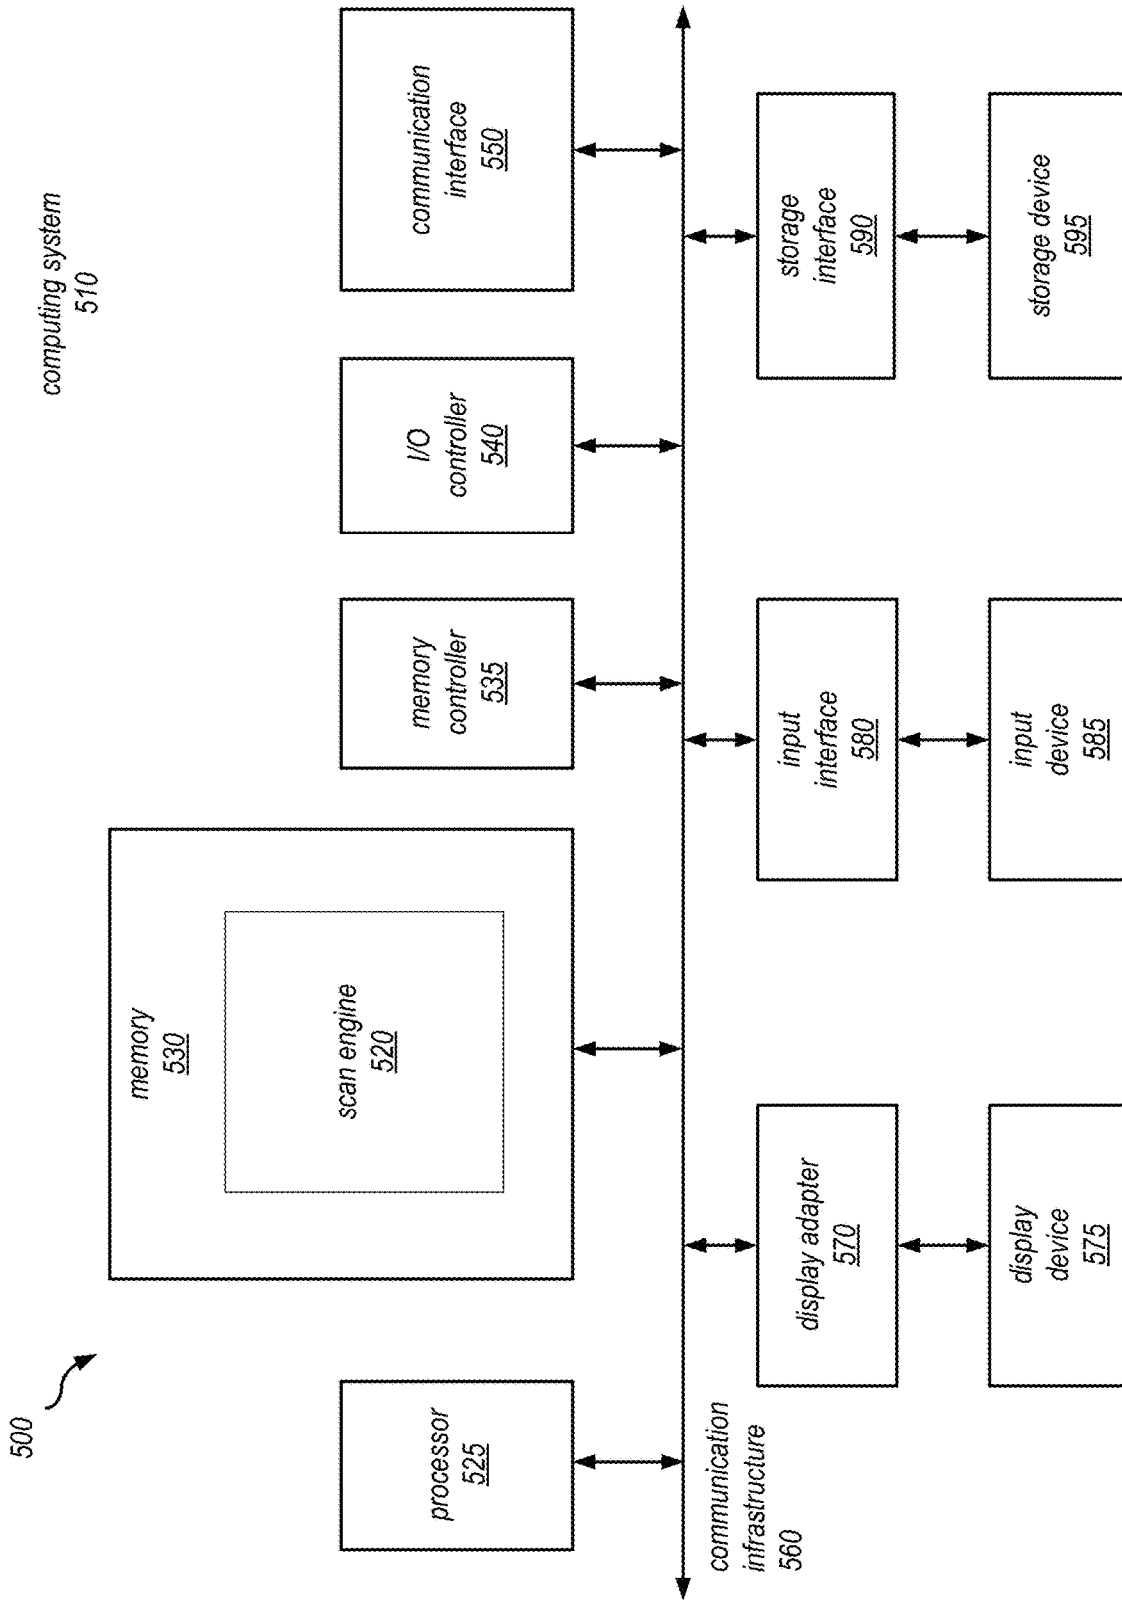 500
computing system
510
processor
525
memory
530
scan engine
520
memory
controller
535
I/O
controller
540
communication
interface
550
communication
infrastructure
560
display adapter
570
input
interface
580
storage
interface
590
display
device
575
input
device
585
storage device
595